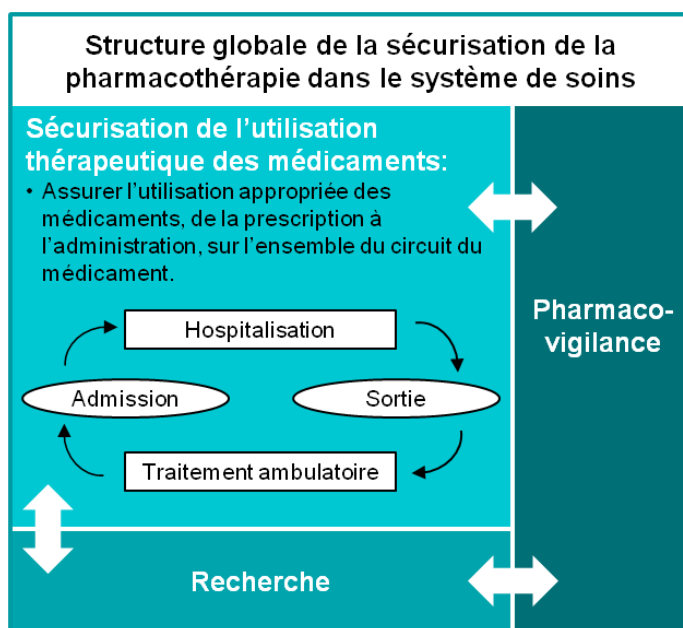 Structure globale de la sécurisation de la
pharmacothérapie dans le système de soins
Sécurisation de l’utilisation
thérapeutique des médicaments:
• Assurer l’utilisation appropriée des
médicaments, de la prescription à
l’administration, sur l’ensemble du circuit du
médicament.
Hospitalisation
Admission
Sortie
Traitement ambulatoire
Pharmaco-
vigilance
Recherche